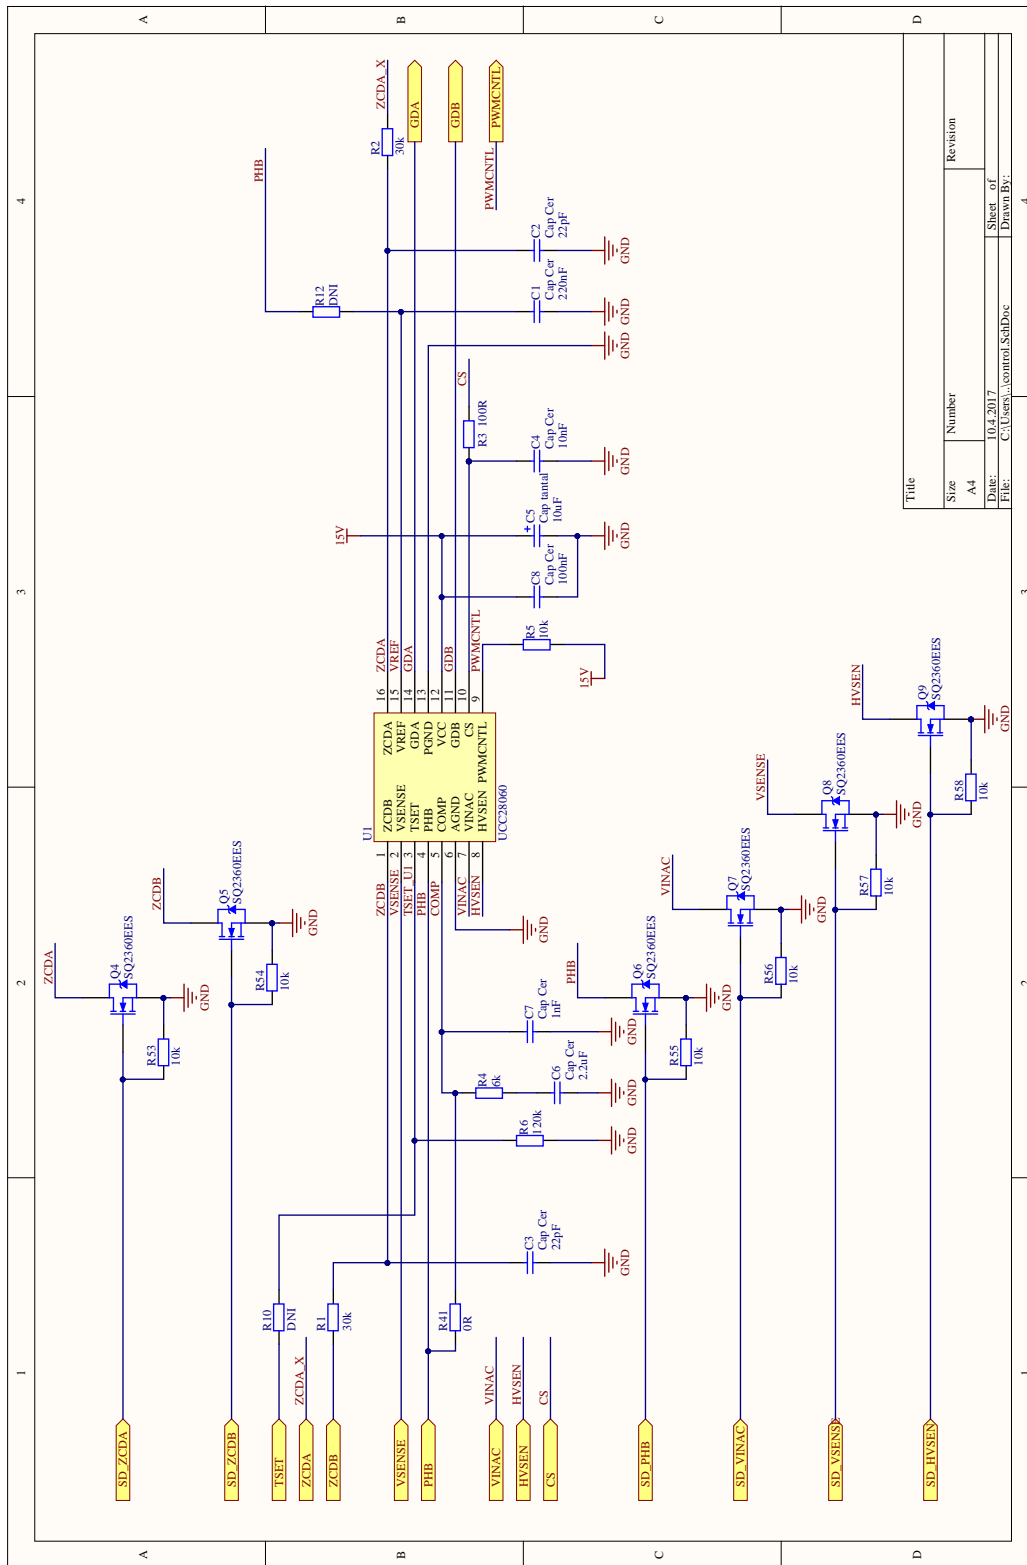 1
2
3
4
A
B
C
D
SD_ZCDA
R53
10k
ZCDA
Q4
SQ2360EES
GND
SD_ZCDB
R54
10k
ZCDB
Q5
SQ2360EES
GND
TSET
R10
DNI
ZCDA
ZCDA_X
ZCDB
R1
30k
VSENSE
PHB
R41
0R
VINAC
VINAC
HVSEN
HVSEN
CS
CS
C3
Cap Cer
22pF
GND
R6
120k
GND
R4
6k
C6
Cap Cer
2.2uF
GND
C7
Cap Cer
1nF
GND
GND
ZCDB
VSENSE
TSET_U1
PHB
COMP
VINAC
HVSEN
1
2
3
4
5
6
7
8
U1
ZCDB
VSENSE
TSET
PHB
COMP
AGND
VINAC
HVSEN
ZCDA
VREF
GDA
PGND
VCC
GDB
CS
PWMCNTL
UCC28060
16
15
14
13
12
11
10
9
ZCDA
VREF
GDA
GDB
PWMCNTL
R5
10k
15V
15V
C8
Cap Cer
100nF
+
C5
Cap tantal
10uF
GND
R3 100R
CS
C4
Cap Cer
10nF
GND
GND
PHB
R12
DNI
C1
Cap Cer
220nF
GND
C2
Cap Cer
22pF
GND
R2
30k
ZCDA_X
GDA
GDB
PWMCNTL
PWMCNTL
SD_PHB
R55
10k
PHB
Q6
SQ2360EES
GND
SD_VINAC
R56
10k
VINAC
Q7
SQ2360EES
GND
SD_VSENSE
R57
10k
VSENSE
Q8
SQ2360EES
GND
SD_HVSEN
R58
10k
HVSEN
Q9
SQ2360EES
GND
Title
Size
Number
Revision
A4
Date:
10.4.2017
Sheet of
File:
C:\Users\...\control.SchDoc
Drawn By:
1
2
3
4
A
B
C
D